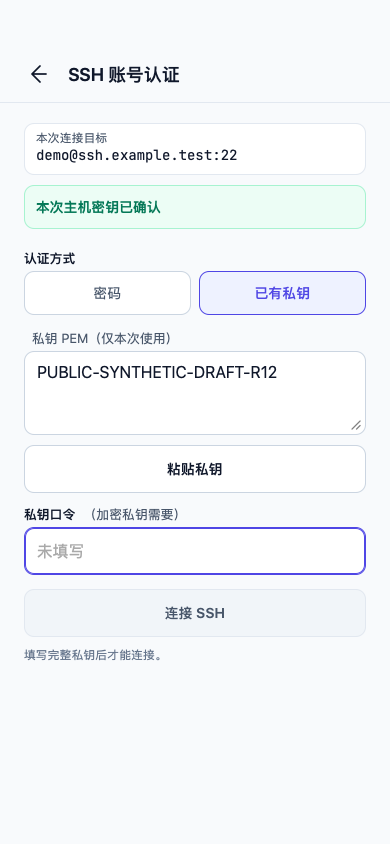 SSH 账号认证
本次连接目标
demo@ssh.example.test:22
本次主机密钥已确认
认证方式
密码
已有私钥
私钥 PEM（仅本次使用）
PUBLIC-SYNTHETIC-DRAFT-R12
粘贴私钥
私钥口令 （加密私钥需要）
未填写
连接 SSH
填写完整私钥后才能连接。